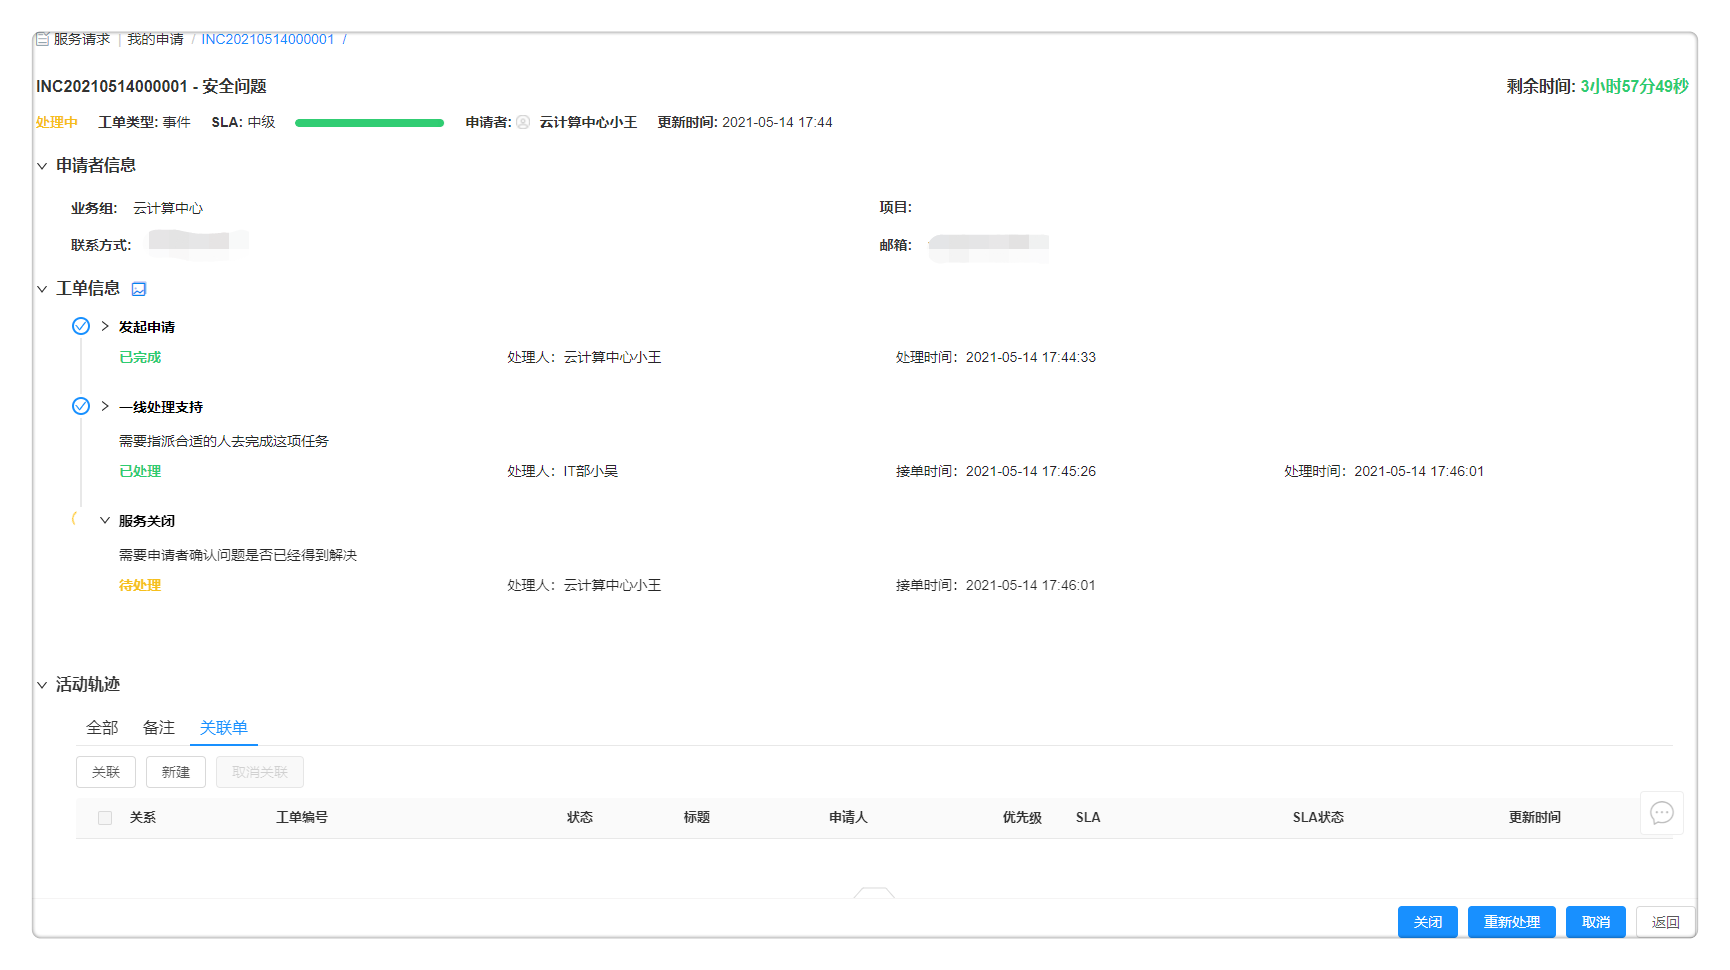 服务请求 | 我的申请 / INC20210514000001 /
INC20210514000001 - 安全问题
剩余时间: 3小时57分49秒
处理中 工单类型: 事件 SLA: 中级 申请者: 云计算中心小王 更新时间: 2021-05-14 17:44
申请者信息
业务组: 云计算中心 项目:
联系方式: 邮箱:
工单信息
发起申请
已完成 处理人：云计算中心小王 处理时间：2021-05-14 17:44:33
一线处理支持
需要指派合适的人去完成这项任务
已处理 处理人：IT部小吴 接单时间：2021-05-14 17:45:26 处理时间：2021-05-14 17:46:01
服务关闭
需要申请者确认问题是否已经得到解决
待处理 处理人：云计算中心小王 接单时间：2021-05-14 17:46:01
活动轨迹
全部 备注 关联单
关联 新建 取消关联
关系 工单编号 状态 标题 申请人 优先级 SLA SLA状态 更新时间
关闭 重新处理 取消 返回